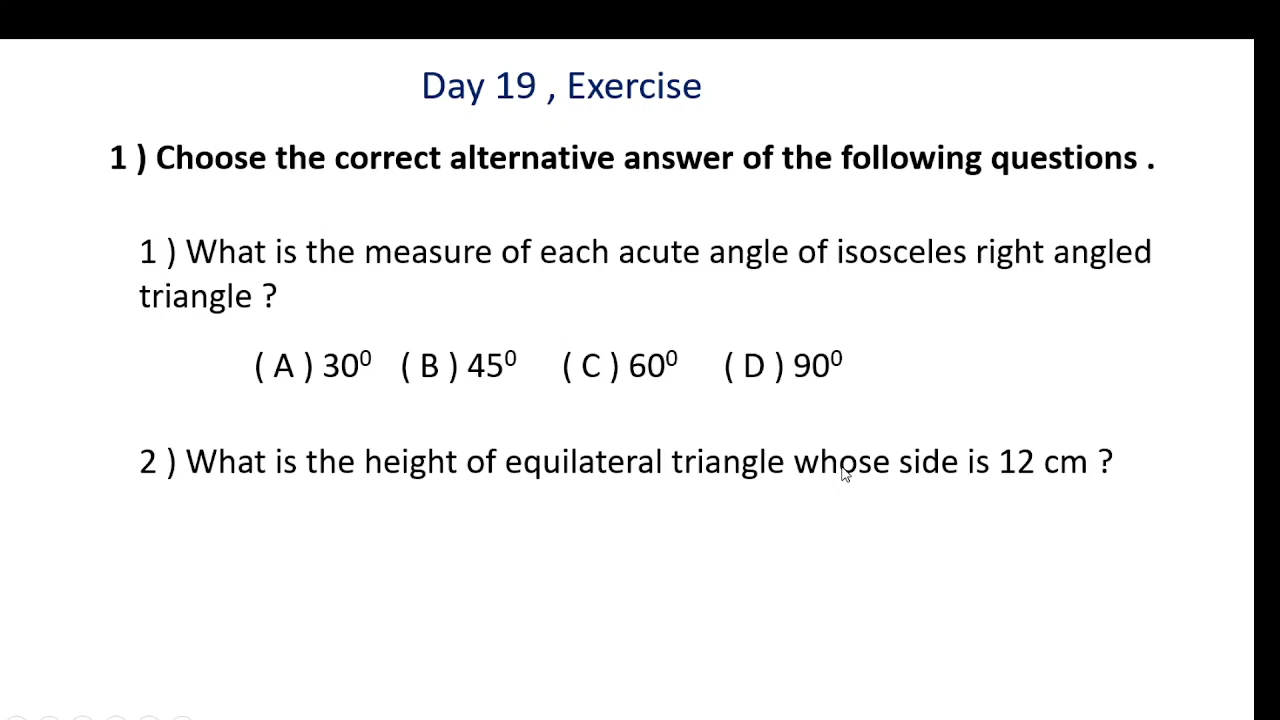 Day 19 , Exercise
1 ) Choose the correct alternative answer of the following questions .
1 ) What is the measure of each acute angle of isosceles right angled
triangle ?
( A ) 30⁰ ( B ) 45⁰ ( C ) 60⁰ ( D ) 90⁰
2 ) What is the height of equilateral triangle whose side is 12 cm ?